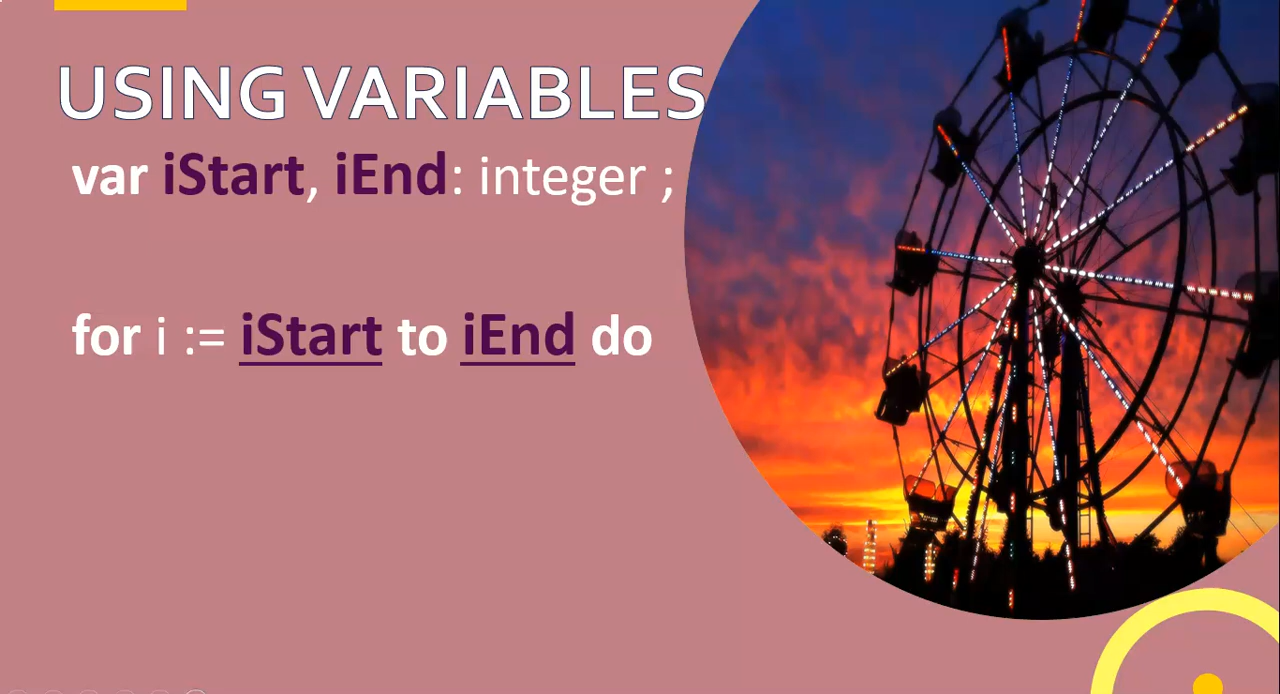 USING VARIABLES
var iStart, iEnd: integer ;
for i := iStart to iEnd do